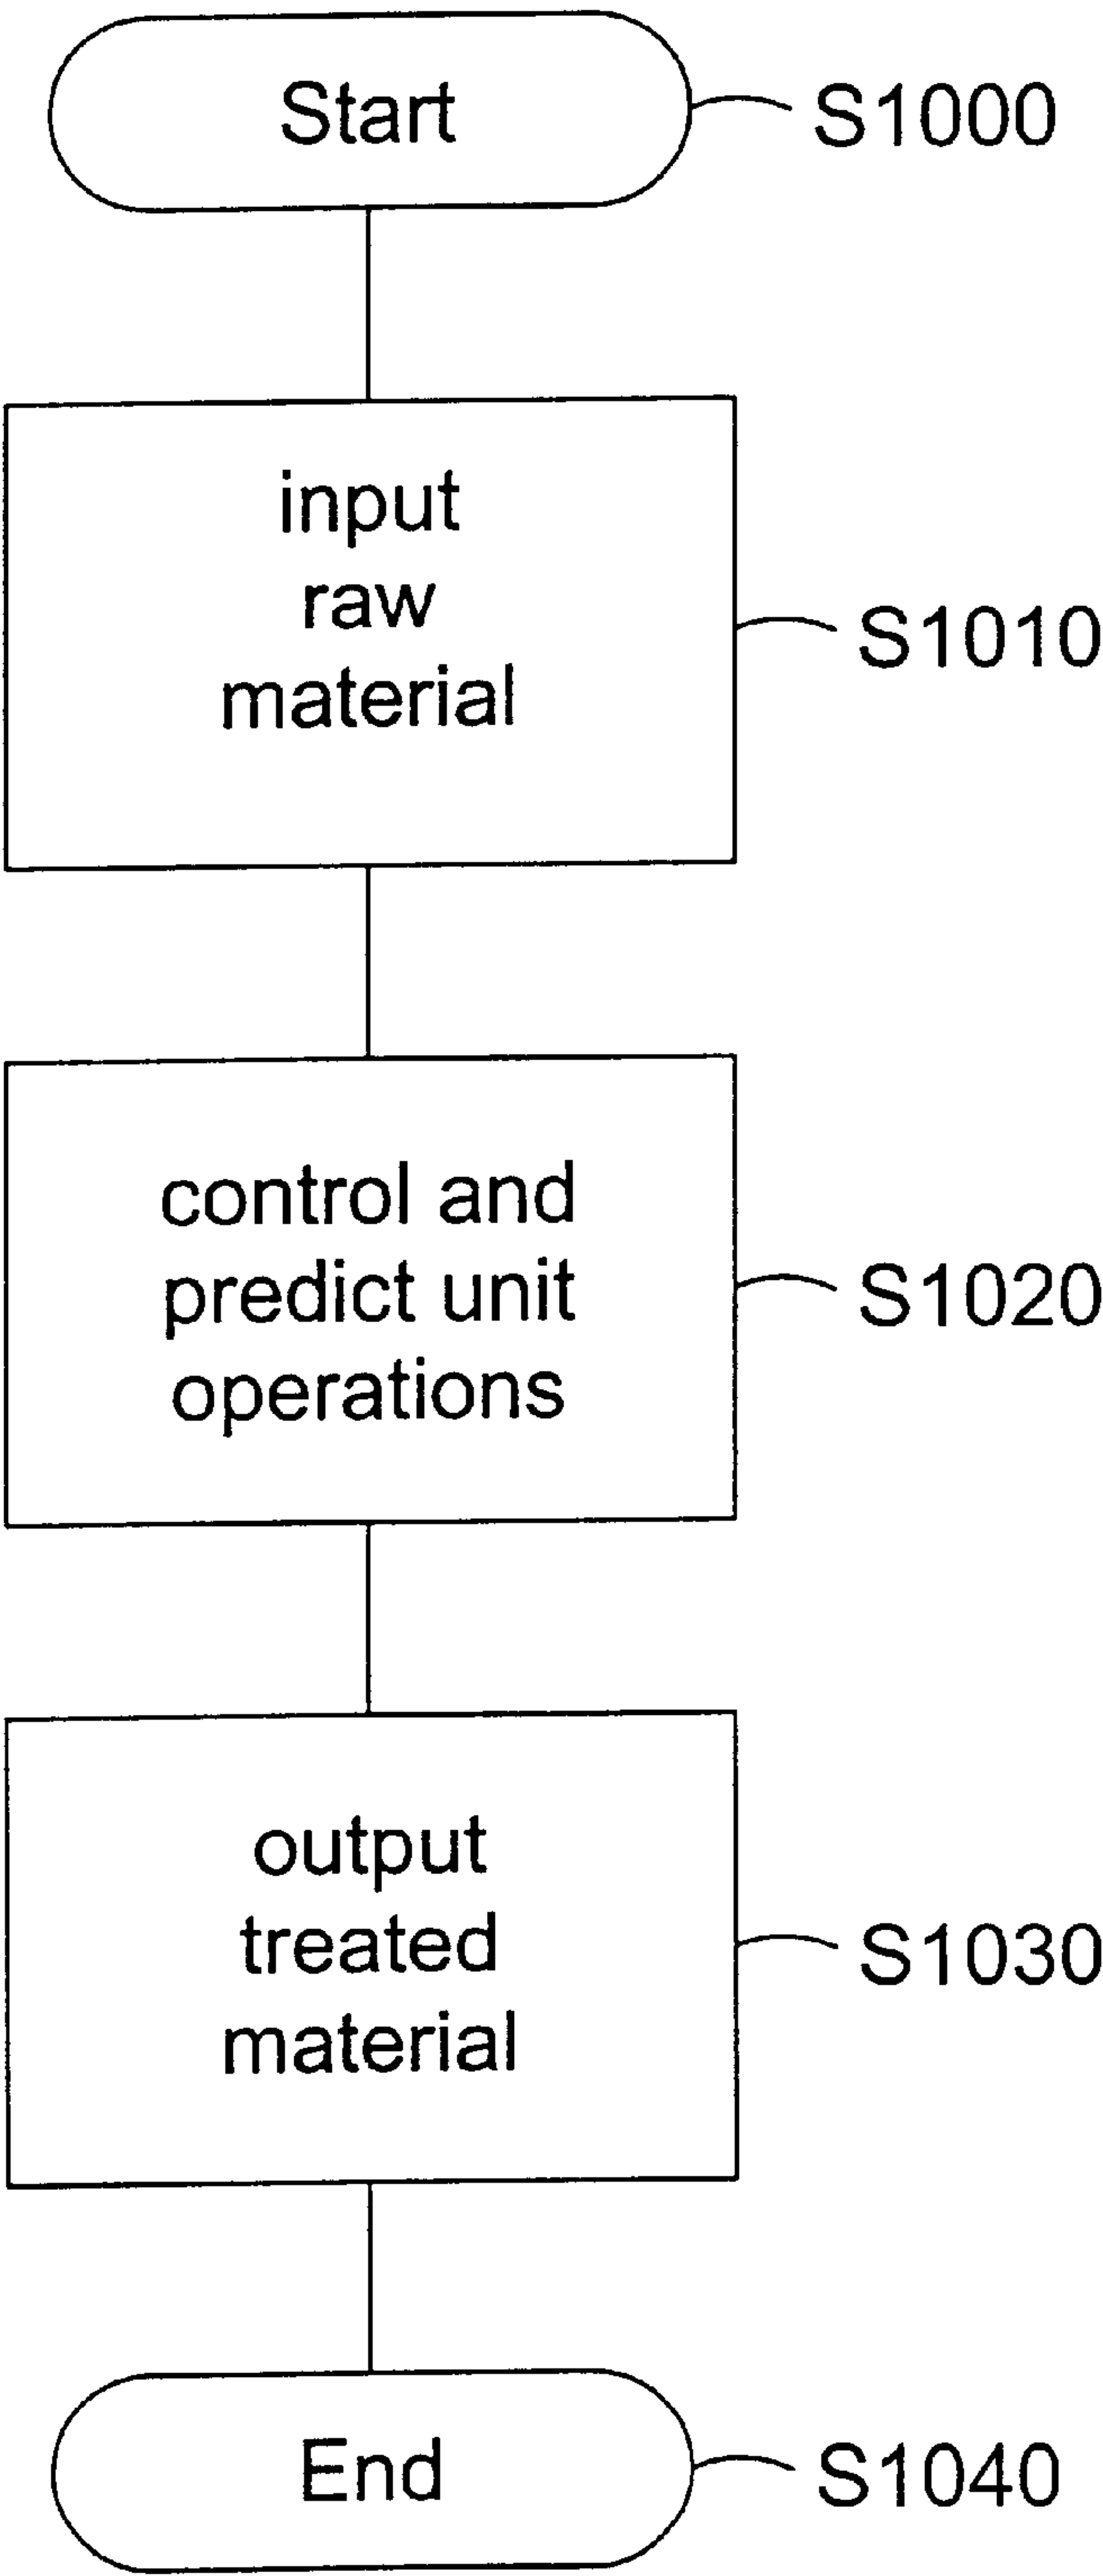 Start
S1000
input
raw
material
S1010
control and
predict unit
operations
S1020
output
treated
material
S1030
End
S1040